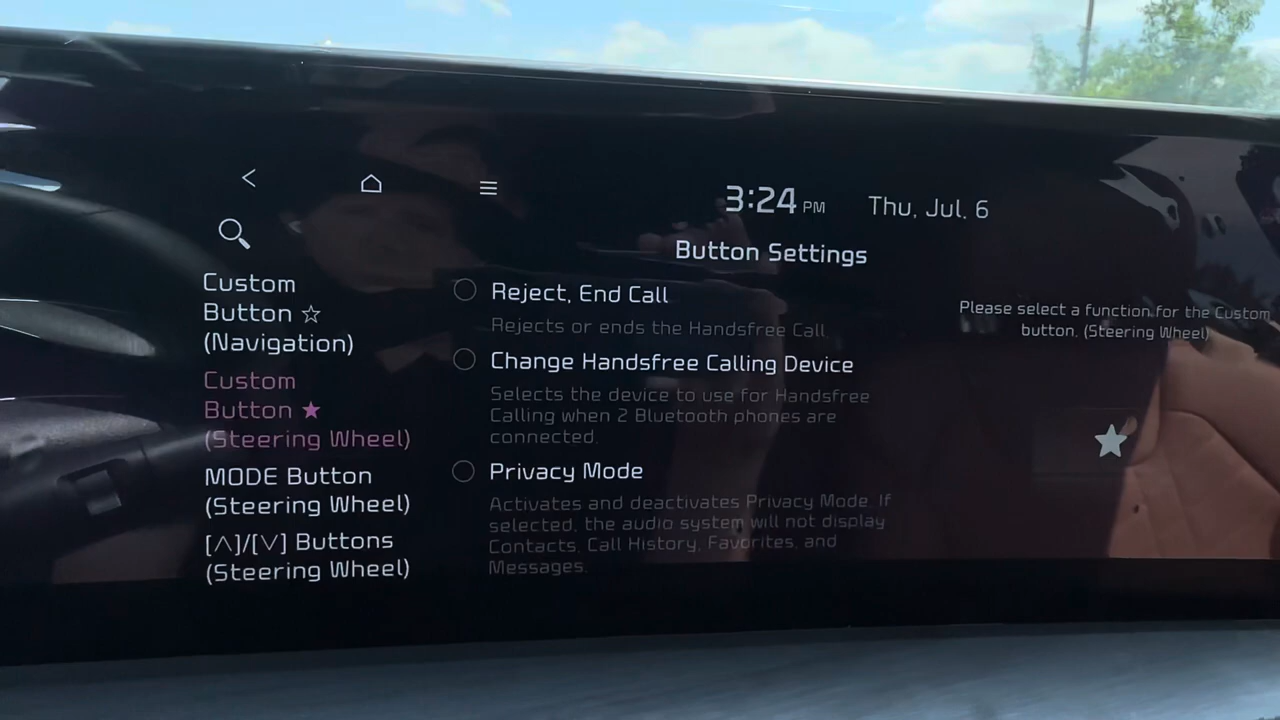 3:24 PM Thu, Jul. 6
Button Settings
Custom
Button ☆
(Navigation)
Custom
Button ★
(Steering Wheel)
MODE Button
(Steering Wheel)
[∧]/[∨] Buttons
(Steering Wheel)
Reject, End Call
Rejects or ends the Handsfree Call.
Change Handsfree Calling Device
Selects the device to use for Handsfree
Calling when 2 Bluetooth phones are
connected.
Privacy Mode
Activates and deactivates Privacy Mode. If
selected, the audio system will not display
Contacts, Call History, Favorites, and
Messages.
Please select a function for the Custom
button. (Steering Wheel)